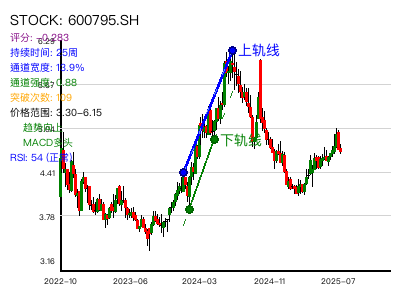 STOCK: 600795.SH
评分: -0.283
持续时间: 25周
通道宽度: 13.9%
通道强度: 0.88
突破次数: 109
价格范围: 3.30-6.15
趋势向上
MACD多头
RSI: 54 (正常)
上轨线
下轨线
4.41
3.78
3.16
2022-10
2023-06
2024-03
2024-11
2025-07